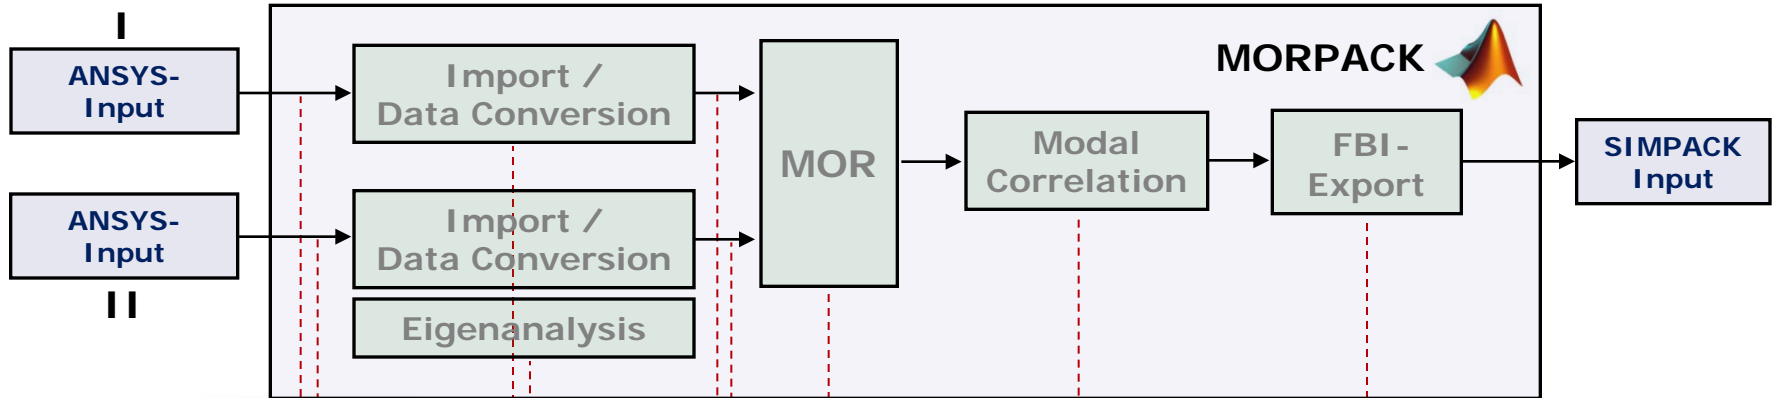 I
ANSYS-
Input
Import /
Data Conversion
MORPACK
MOR
Modal
Correlation
FBI-
Export
SIMPACK
Input
ANSYS-
Input
II
Import /
Data Conversion
Eigenanalysis